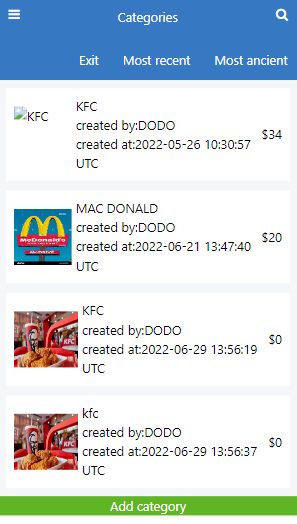 Categories
Exit Most recent Most ancient
KFC
KFC
created by:DODO
created at:2022-05-26 10:30:57
UTC
$34
MAC DONALD
created by:DODO
created at:2022-06-21 13:47:40
UTC
$20
McDonald's
KFC
created by:DODO
created at:2022-06-29 13:56:19
UTC
$0
KFC
kfc
created by:DODO
created at:2022-06-29 13:56:37
UTC
$0
KFC
Add category